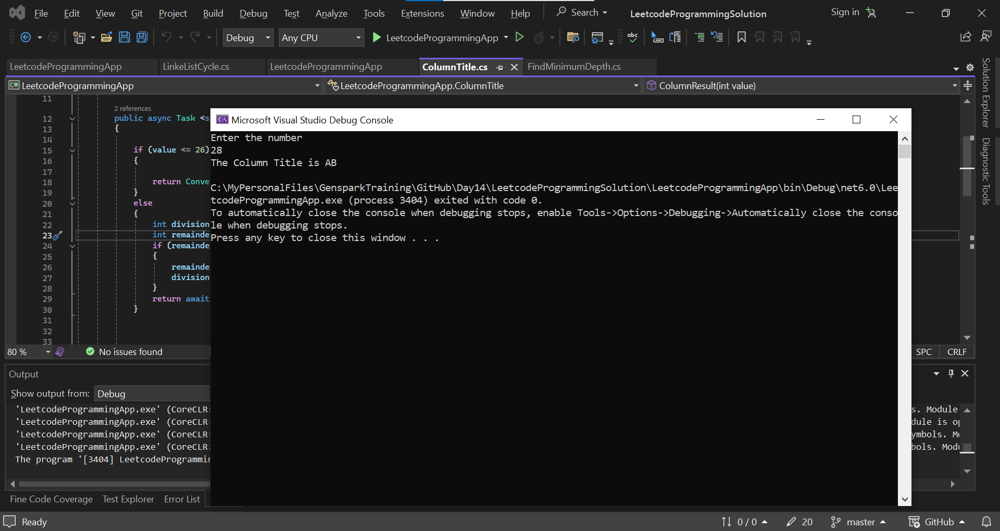 File Edit View Git Project Build Debug Test Analyze Tools Extensions Window Help Search LeetcodeProgrammingSolution Sign in
Debug Any CPU LeetcodeProgrammingApp abc
LeetcodeProgrammingApp LinkeListCycle.cs LeetcodeProgrammingApp ColumnTitle.cs FindMinimumDepth.cs
C# LeetcodeProgrammingApp LeetcodeProgrammingApp.ColumnTitle ColumnResult(int value)
Solution Explorer
Diagnostic Tools
11
2 references
12 public async Task <s
13 {
14
15 if (value <= 26)
16 {
17
18 return Conve
19 }
20 else
21 {
22 int division
23 int remainde
24 if (remainde
25 {
26 remainde
27 division
28 }
29 return await
30 }
31
32
33
Microsoft Visual Studio Debug Console
Enter the number
28
The Column Title is AB
C:\MyPersonalFiles\GensparkTraining\GitHub\Day14\LeetcodeProgrammingSolution\LeetcodeProgrammingApp\bin\Debug\net6.0\Lee
tcodeProgrammingApp.exe (process 3404) exited with code 0.
To automatically close the console when debugging stops, enable Tools->Options->Debugging->Automatically close the conso
le when debugging stops.
Press any key to close this window . . .
80 % No issues found SPC CRLF
Output
Show output from: Debug
'LeetcodeProgrammingApp.exe' (CoreCLR: s. Module
'LeetcodeProgrammingApp.exe' (CoreCLR: dule is op
'LeetcodeProgrammingApp.exe' (CoreCLR: ymbols. Mo
'LeetcodeProgrammingApp.exe' (CoreCLR: bols. Modu
The program '[3404] LeetcodeProgrammin
Fine Code Coverage Test Explorer Error List
Ready 0 / 0 20 master GitHub